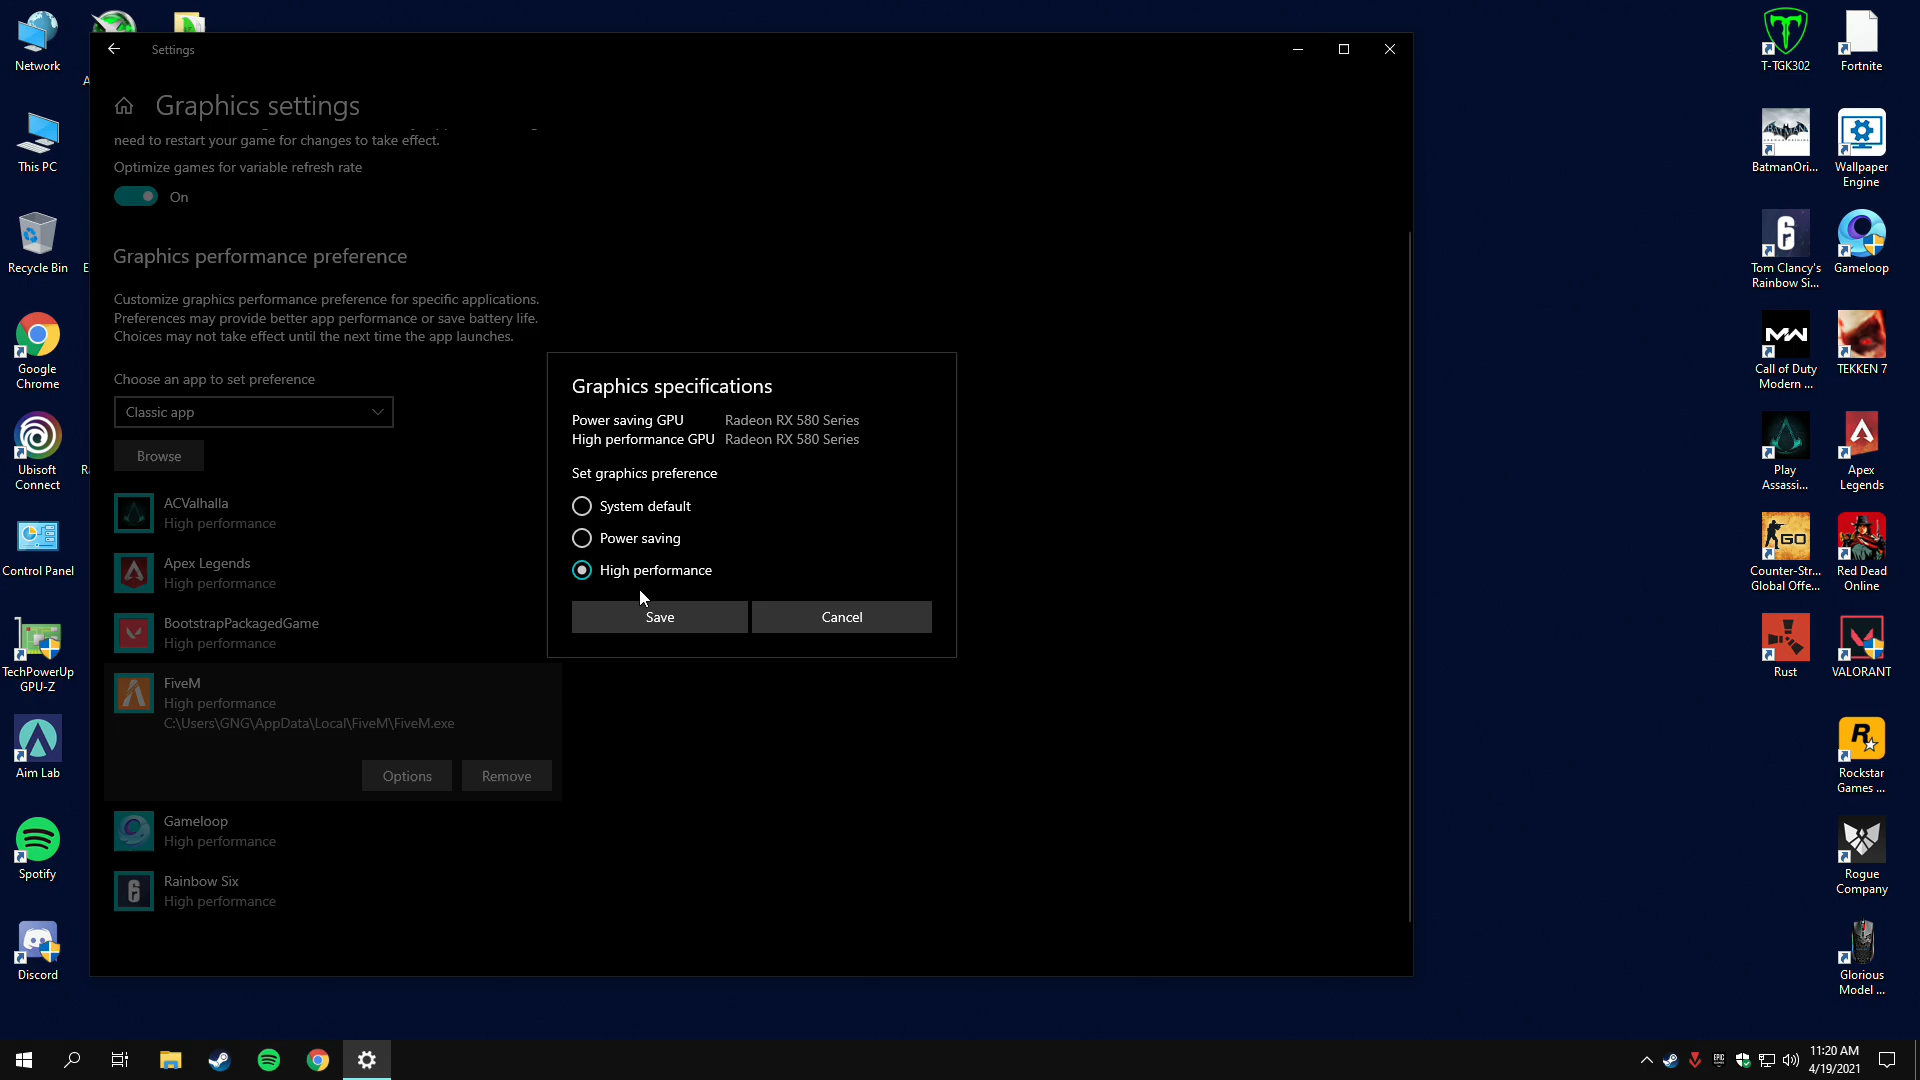 Network
This PC
Recycle Bin
Google
Chrome
Ubisoft
Connect
Control Panel
TechPowerUp
GPU-Z
Aim Lab
Spotify
Discord
A
E
Ra
Settings
Graphics settings
need to restart your game for changes to take effect.
Optimize games for variable refresh rate
On
Graphics performance preference
Customize graphics performance preference for specific applications.
Preferences may provide better app performance or save battery life.
Choices may not take effect until the next time the app launches.
Choose an app to set preference
Classic app
Browse
ACValhalla
High performance
Apex Legends
High performance
BootstrapPackagedGame
High performance
FiveM
High performance
C:\Users\GNG\AppData\Local\FiveM\FiveM.exe
Options
Remove
Gameloop
High performance
Rainbow Six
High performance
Graphics specifications
Power saving GPU Radeon RX 580 Series
High performance GPU Radeon RX 580 Series
Set graphics preference
System default
Power saving
High performance
Save
Cancel
T-TGK302
Fortnite
BatmanOri...
Wallpaper
Engine
Tom Clancy's
Rainbow Si...
Gameloop
Call of Duty
Modern ...
TEKKEN 7
Play
Assassi...
Apex
Legends
Counter-Str...
Global Offe...
Red Dead
Online
Rust
VALORANT
Rockstar
Games ...
Rogue
Company
Glorious
Model ...
11:20 AM
4/19/2021